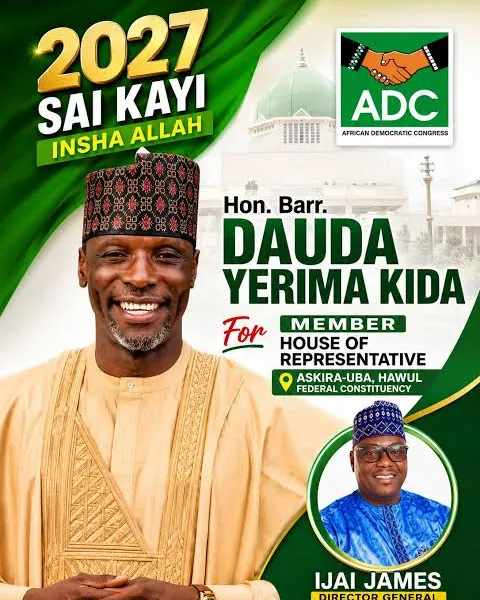 2027
SAI KAYI
INSHA ALLAH
ADC
AFRICAN DEMOCRATIC CONGRESS
Hon. Barr.
DAUDA
YERIMA KIDA
For MEMBER
HOUSE OF
REPRESENTATIVE
ASKIRA-UBA, HAWUL
FEDERAL CONSTITUENCY
IJAI JAMES
DIRECTOR GENERAL